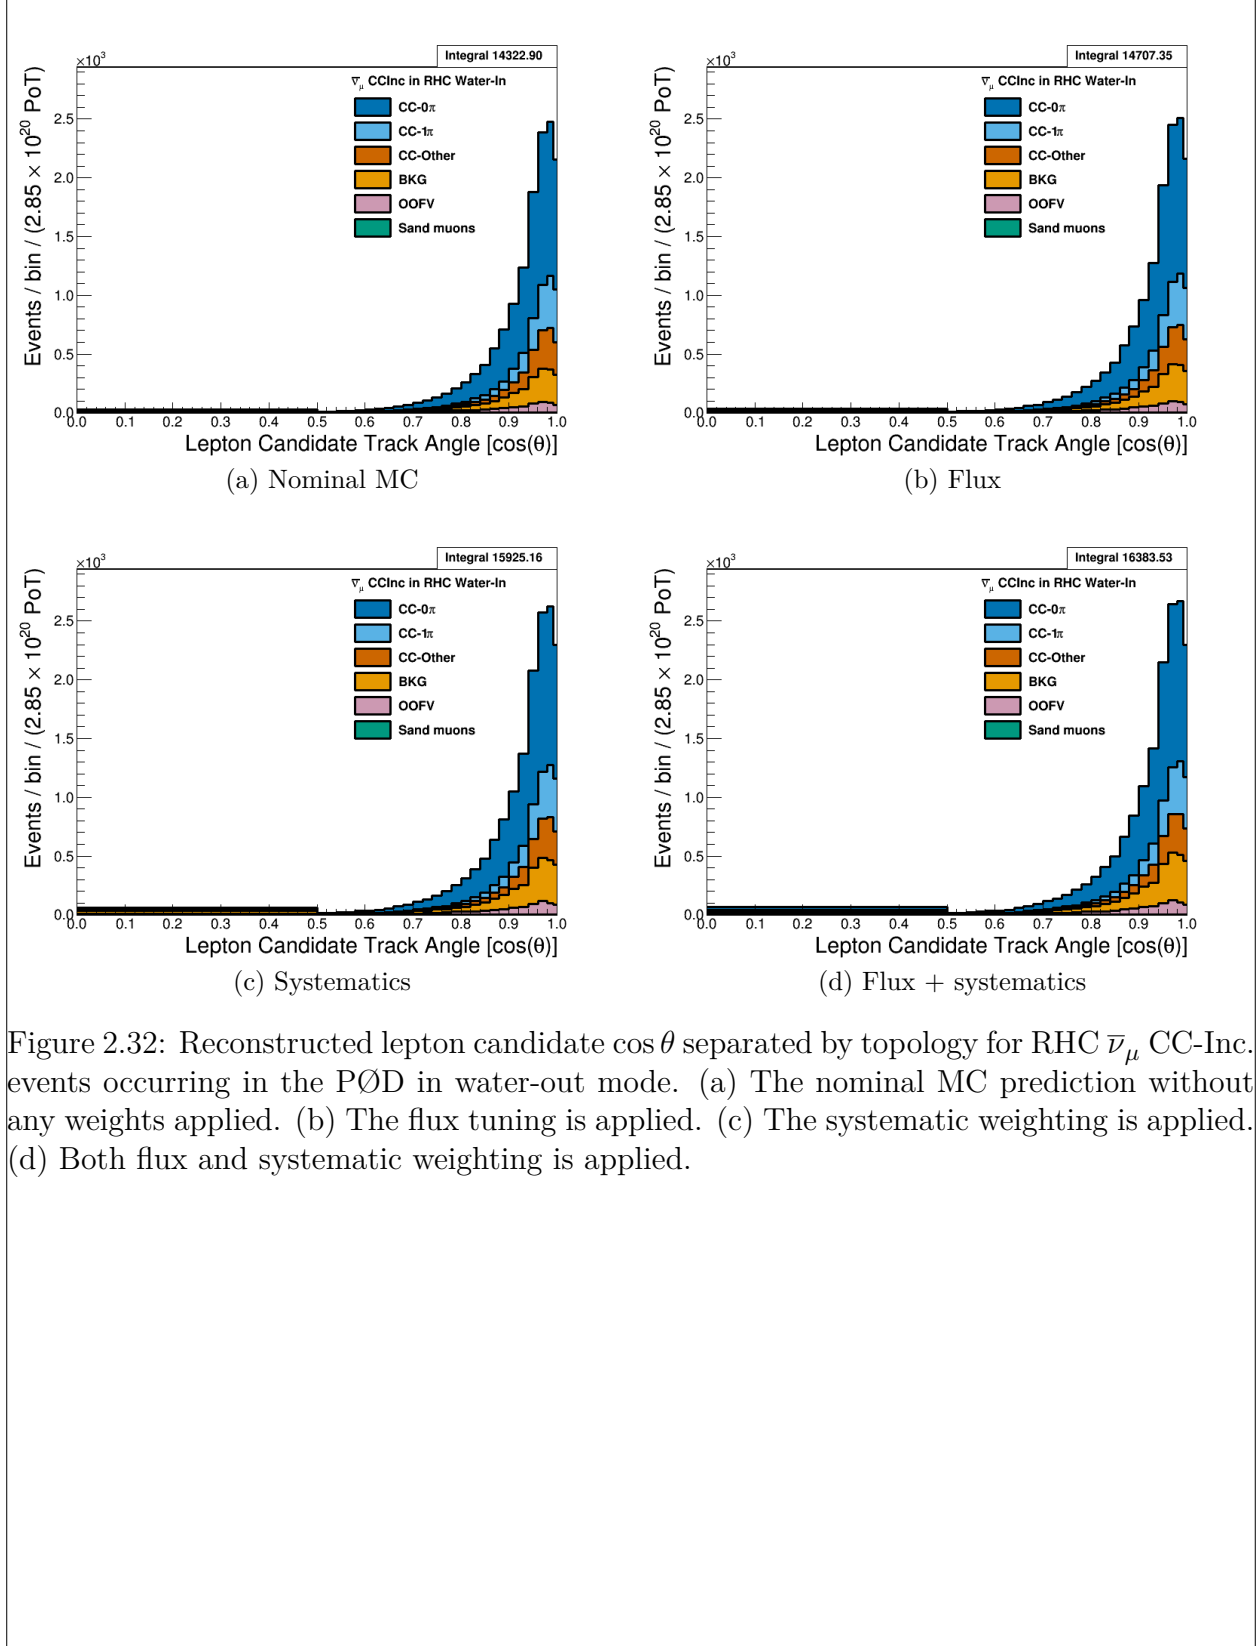 Integral 14322.90
×10³
ν̅μ CCInc in RHC Water-In
CC-0π
CC-1π
CC-Other
BKG
OOFV
Sand muons
Events / bin / (2.85 × 10²⁰ PoT)
2.5
2.0
1.5
1.0
0.5
0.0
0.0 0.1 0.2 0.3 0.4 0.5 0.6 0.7 0.8 0.9 1.0
Lepton Candidate Track Angle [cos(θ)]
(a) Nominal MC
Integral 14707.35
×10³
ν̅μ CCInc in RHC Water-In
CC-0π
CC-1π
CC-Other
BKG
OOFV
Sand muons
Events / bin / (2.85 × 10²⁰ PoT)
2.5
2.0
1.5
1.0
0.5
0.0
0.0 0.1 0.2 0.3 0.4 0.5 0.6 0.7 0.8 0.9 1.0
Lepton Candidate Track Angle [cos(θ)]
(b) Flux
Integral 15925.16
×10³
ν̅μ CCInc in RHC Water-In
CC-0π
CC-1π
CC-Other
BKG
OOFV
Sand muons
Events / bin / (2.85 × 10²⁰ PoT)
2.5
2.0
1.5
1.0
0.5
0.0
0.0 0.1 0.2 0.3 0.4 0.5 0.6 0.7 0.8 0.9 1.0
Lepton Candidate Track Angle [cos(θ)]
(c) Systematics
Integral 16383.53
×10³
ν̅μ CCInc in RHC Water-In
CC-0π
CC-1π
CC-Other
BKG
OOFV
Sand muons
Events / bin / (2.85 × 10²⁰ PoT)
2.5
2.0
1.5
1.0
0.5
0.0
0.0 0.1 0.2 0.3 0.4 0.5 0.6 0.7 0.8 0.9 1.0
Lepton Candidate Track Angle [cos(θ)]
(d) Flux + systematics
Figure 2.32: Reconstructed lepton candidate cos θ separated by topology for RHC ν̅μ CC-Inc.
events occurring in the PØD in water-out mode. (a) The nominal MC prediction without
any weights applied. (b) The flux tuning is applied. (c) The systematic weighting is applied.
(d) Both flux and systematic weighting is applied.